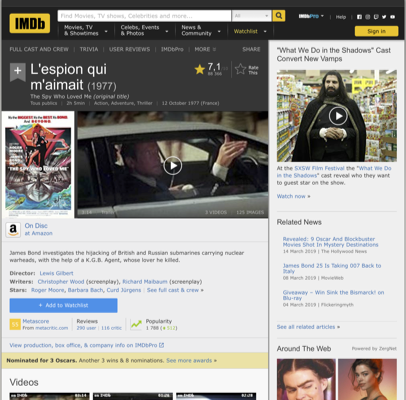 IMDb
Find Movies, TV shows, Celebrities and more...
All
IMDbPro
Help
Movies, TV & Showtimes
Celebs, Events & Photos
News & Community
Watchlist
Sign in
FULL CAST AND CREW | TRIVIA | USER REVIEWS | IMDbPro | MORE
SHARE
L'espion qui m'aimait (1977)
The Spy Who Loved Me (original title)
Tous publics | 2h 5min | Action, Adventure, Thriller | 12 October 1977 (France)
7,1
Rate This
THE SPY WHO LOVED ME
3 VIDEOS | 125 IMAGES
On Disc
at Amazon
James Bond investigates the hijacking of British and Russian submarines carrying nuclear
warheads, with the help of a K.G.B. Agent, whose lover he killed.
Director: Lewis Gilbert
Writers: Christopher Wood (screenplay), Richard Maibaum (screenplay)
Stars: Roger Moore, Barbara Bach, Curd Jürgens | See full cast & crew »
+ Add to Watchlist
Metascore
From metacritic.com
Reviews
290 user | 116 critic
Popularity
View production, box office, & company info on IMDbPro
Nominated for 3 Oscars. Another 3 wins & 8 nominations. See more awards »
Videos
"What We Do in the Shadows" Cast
Convert New Vamps
At the SXSW Film Festival the "What We
Do in the Shadows" cast reveal who they
want to guest star on the show.
Watch now »
Related News
Revealed: 9 Oscar And Blockbuster
Movies Shot In Mystery Destinations
14 March 2019 | TheMovieNetwork
James Bond 25 Is Taking 007 Back to
Italy
08 March 2019 | MovieWeb
Giveaway – Win Sink the Bismarck! on
Blu-ray
04 March 2019 | Flickeringmyth
See all related articles »
Around The Web
Powered by ZergNet